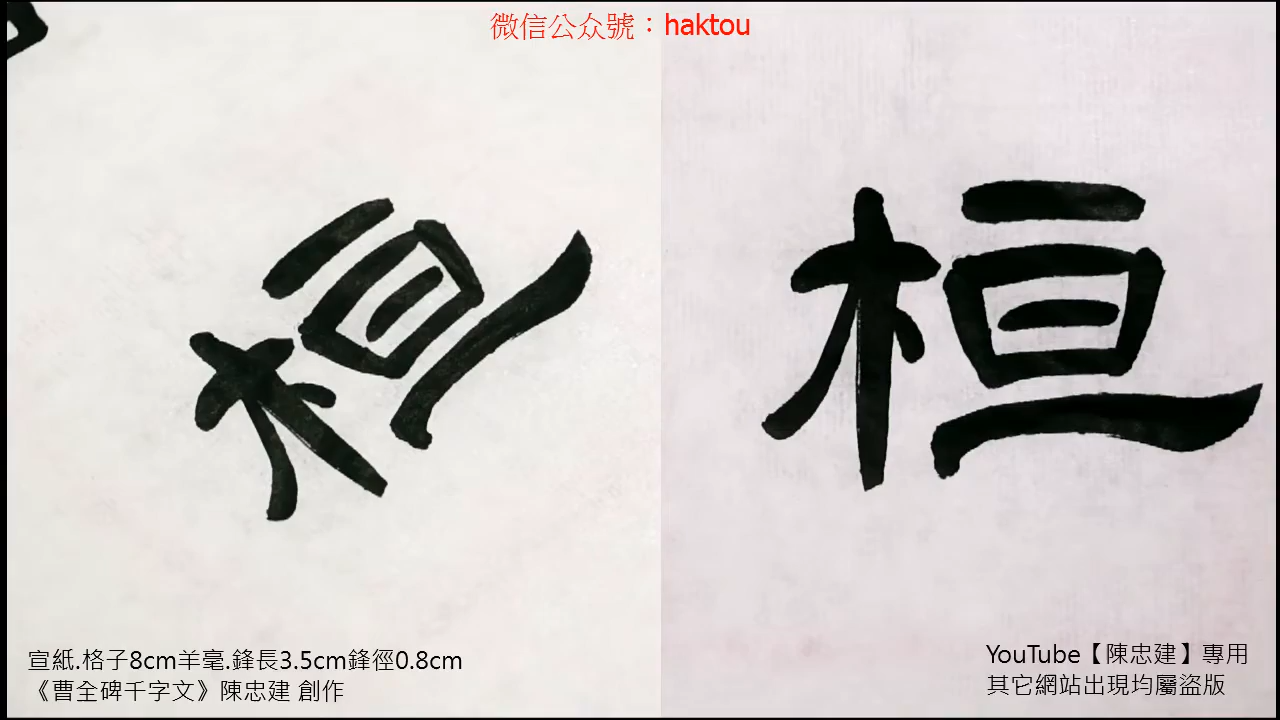 微信公众號：haktou
桓
桓
宣紙.格子8cm羊毫.鋒長3.5cm鋒徑0.8cm
《曹全碑千字文》陳忠建 創作
YouTube【陳忠建】專用
其它網站出現均屬盜版